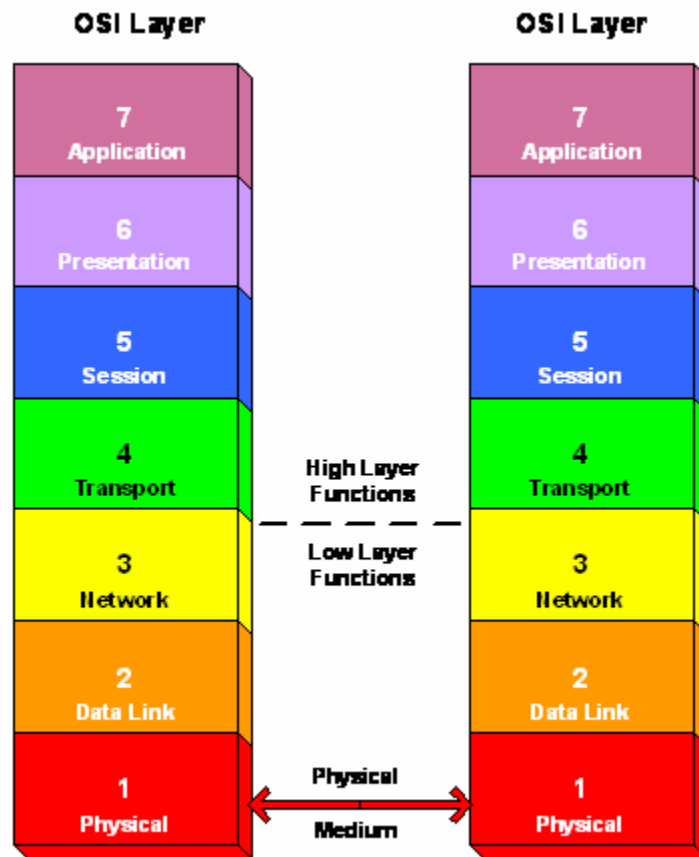 OSI Layer
7
Application
6
Presentation
5
Session
4
Transport
3
Network
2
Data Link
1
Physical
High Layer
Functions
Low Layer
Functions
Physical
Medium
OSI Layer
7
Application
6
Presentation
5
Session
4
Transport
3
Network
2
Data Link
1
Physical